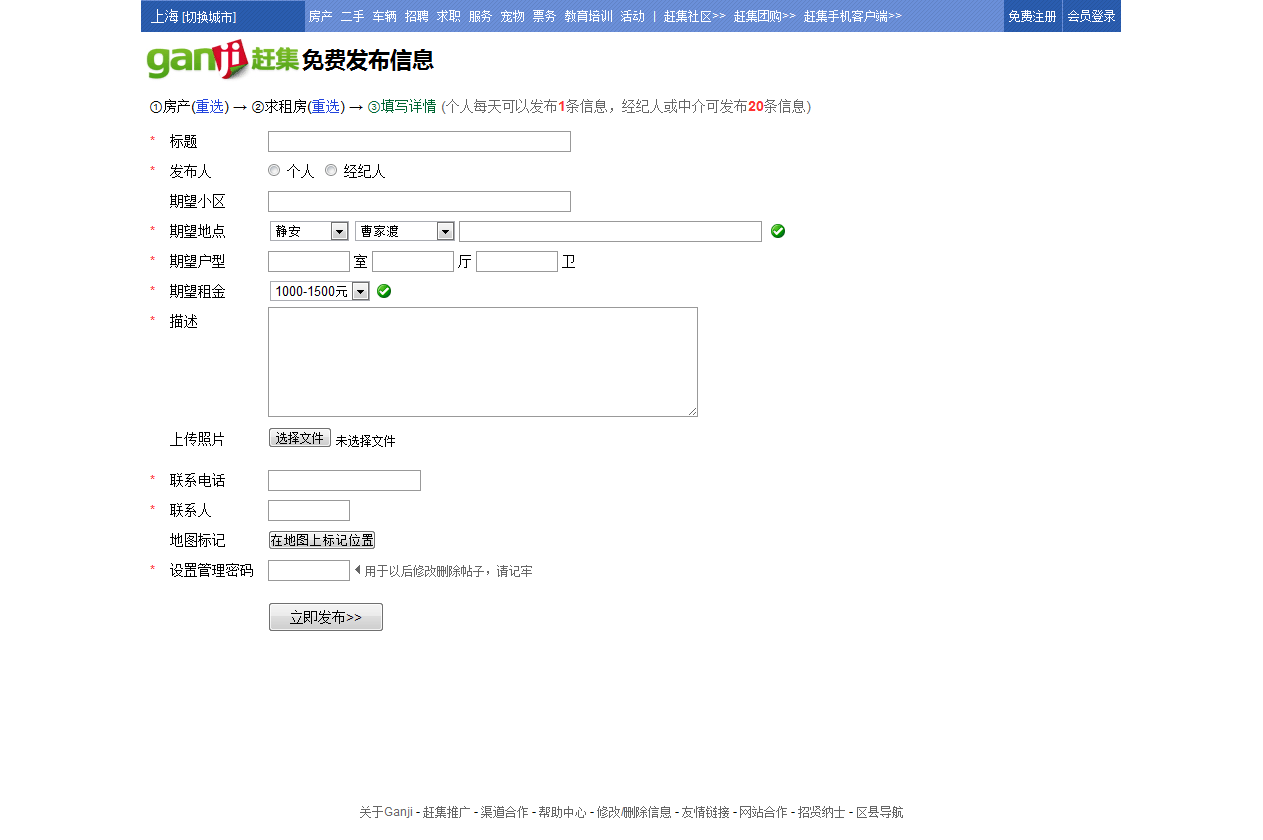 上海 [切换城市] 房产 二手 车辆 招聘 求职 服务 宠物 票务 教育培训 活动 | 赶集社区>> 赶集团购>> 赶集手机客户端>> 免费注册 会员登录
ganji 赶集 免费发布信息
①房产(重选) → ②求租房(重选) → ③填写详情 (个人每天可以发布1条信息，经纪人或中介可发布20条信息)
* 标题
* 发布人 个人 经纪人
期望小区
* 期望地点 静安 曹家渡
* 期望户型 室 厅 卫
* 期望租金 1000-1500元
* 描述
上传照片 选择文件 未选择文件
* 联系电话
* 联系人
地图标记 在地图上标记位置
* 设置管理密码 用于以后修改删除帖子，请记牢
立即发布>>
关于Ganji - 赶集推广 - 渠道合作 - 帮助中心 - 修改/删除信息 - 友情链接 - 网站合作 - 招贤纳士 - 区县导航